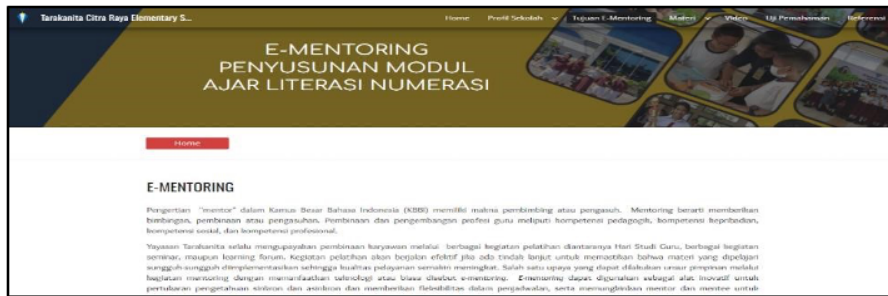 Tarakanita Citra Raya Elementary S...
Home Profil Sekolah Tujuan E-Mentoring Materi Video Uji Pemahaman Referensi
E-MENTORING
PENYUSUNAN MODUL
AJAR LITERASI NUMERASI
Home
E-MENTORING
Pengertian "mentor" dalam Kamus Besar Bahasa Indonesia (KBBI) memiliki makna pembimbing atau pengasuh. Mentoring berarti memberikan
bimbingan, pembinaan atau pengasuhan. Pembinaan dan pengembangan profesi guru meliputi kompetensi pedagogik, kompetensi kepribadian,
kompetensi sosial, dan kompetensi profesional.
Yayasan Tarakanita selalu mengupayakan pembinaan karyawan melalui berbagai kegiatan pelatihan diantaranya Hari Studi Guru, berbagai kegiatan
seminar, maupun learning forum. Kegiatan pelatihan akan berjalan efektif jika ada tindak lanjut untuk memastikan bahwa materi yang dipelajari
sungguh-sungguh diimplementasikan sehingga kualitas pelayanan semakin meningkat. Salah satu upaya yang dapat dilakukan unsur pimpinan melalui
kegiatan mentoring dengan memanfaatkan teknologi atau biasa disebut e-mentoring. E-mentoring dapat digunakan sebagai alat inovatif untuk
pertukaran pengetahuan sinkron dan asinkron dan memberikan fleksibilitas dalam penjadwalan, serta memungkinkan mentor dan mentee untuk